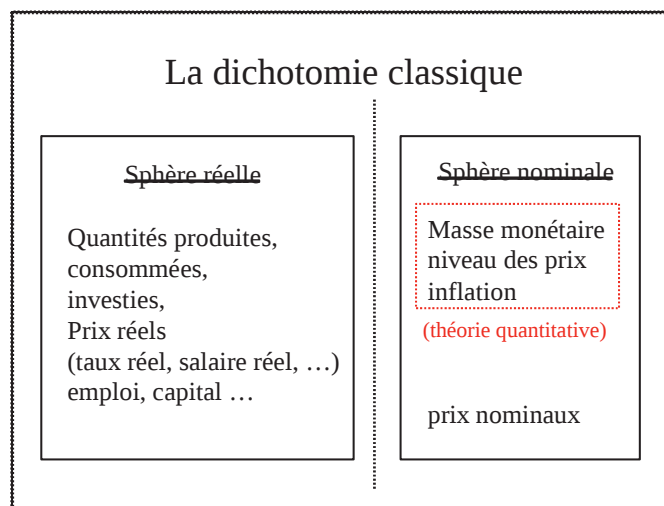 La dichotomie classique
Sphère réelle
Quantités produites,
consommées,
investies,
Prix réels
(taux réel, salaire réel, …)
emploi, capital …
Sphère nominale
Masse monétaire
niveau des prix
inflation
(théorie quantitative)
prix nominaux